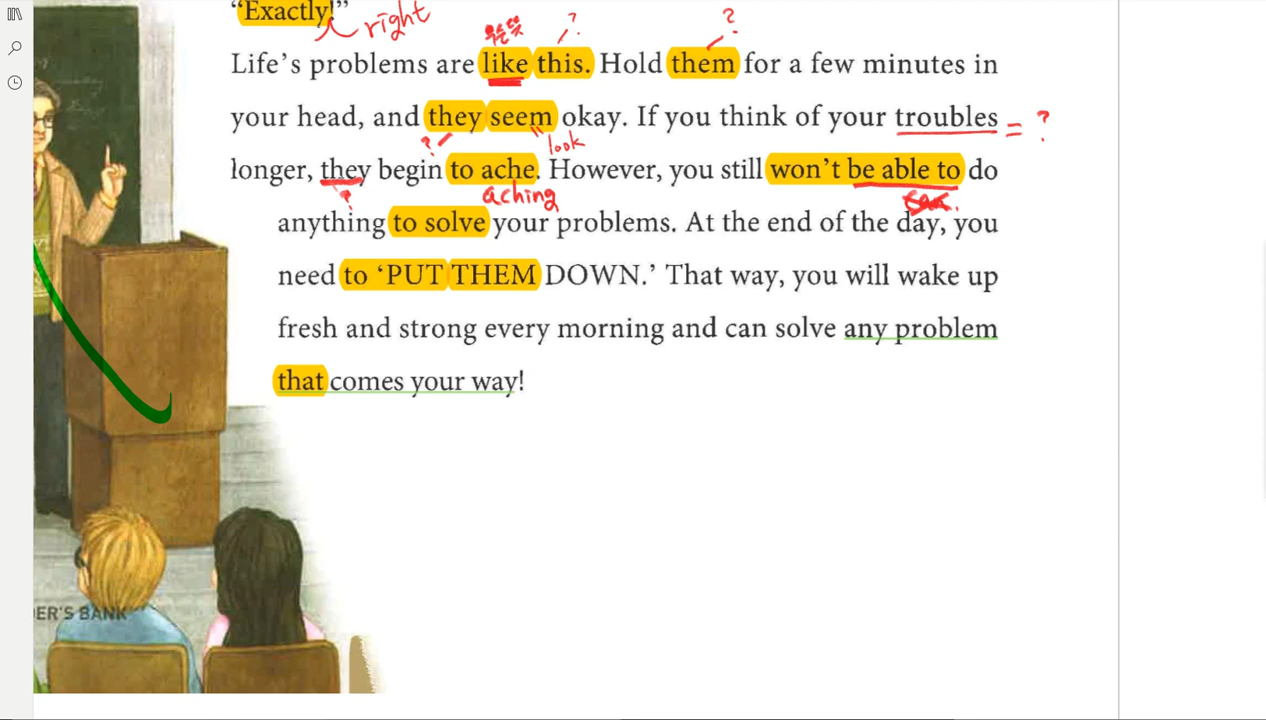 “Exactly!”
right
무슨 뜻 ? ?
Life’s problems are like this. Hold them for a few minutes in
your head, and they seem okay. If you think of your troubles = ?
? look
longer, they begin to ache. However, you still won’t be able to do
? aching can.
anything to solve your problems. At the end of the day, you
need to ‘PUT THEM DOWN.’ That way, you will wake up
fresh and strong every morning and can solve any problem
that comes your way!
ER’S BANK